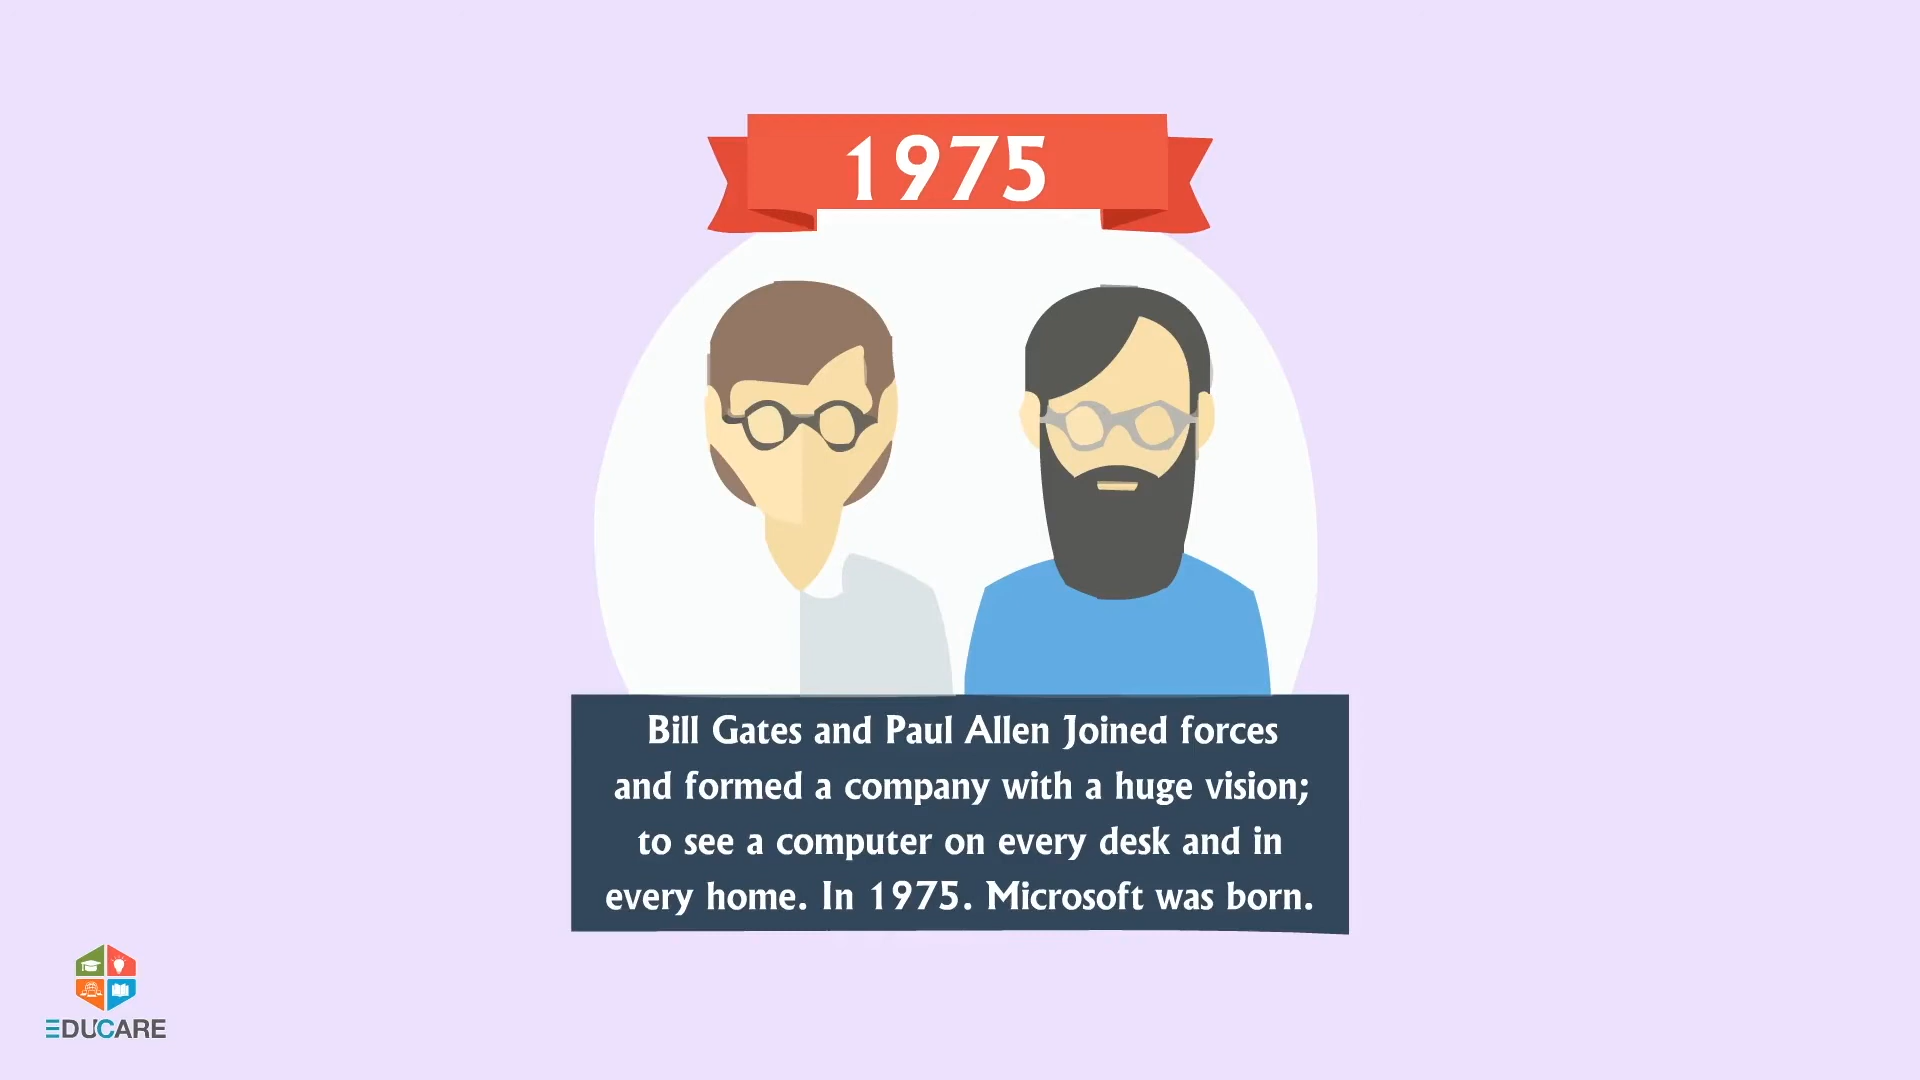 1975
Bill Gates and Paul Allen Joined forces
and formed a company with a huge vision;
to see a computer on every desk and in
every home. In 1975. Microsoft was born.
EDUCARE